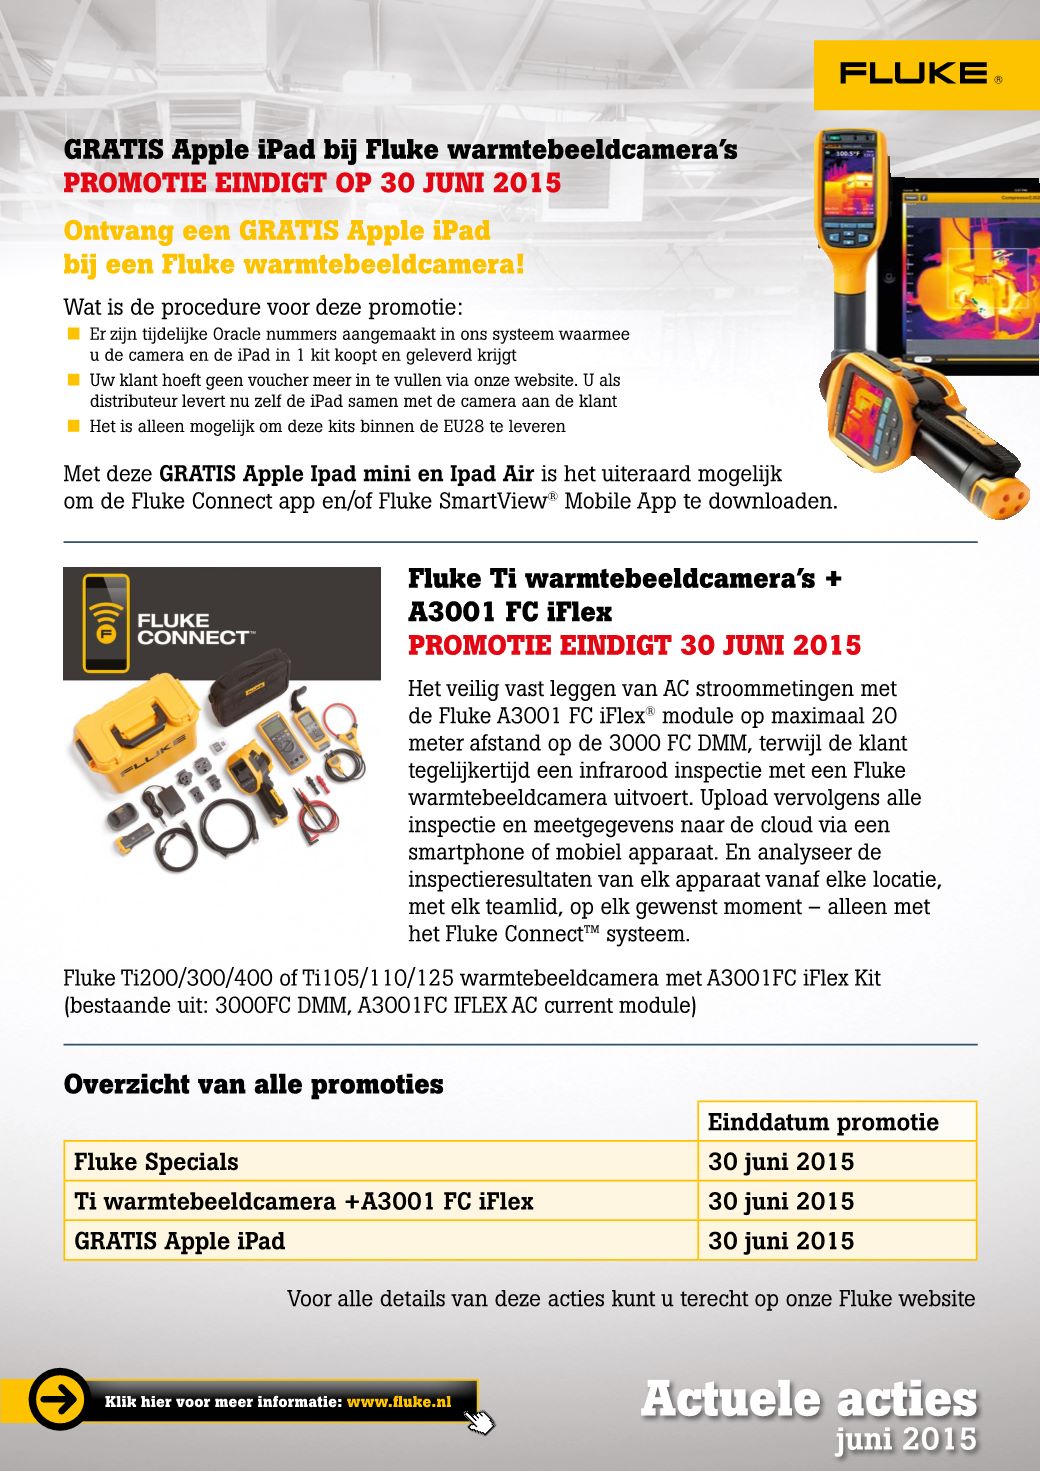 FLUKE®
GRATIS Apple iPad bij Fluke warmtebeeldcamera's
PROMOTIE EINDIGT OP 30 JUNI 2015
Ontvang een GRATIS Apple iPad
bij een Fluke warmtebeeldcamera!
Wat is de procedure voor deze promotie:
■ Er zijn tijdelijke Oracle nummers aangemaakt in ons systeem waarmee
u de camera en de iPad in 1 kit koopt en geleverd krijgt
■ Uw klant hoeft geen voucher meer in te vullen via onze website. U als
distributeur levert nu zelf de iPad samen met de camera aan de klant
■ Het is alleen mogelijk om deze kits binnen de EU28 te leveren
Met deze GRATIS Apple Ipad mini en Ipad Air is het uiteraard mogelijk
om de Fluke Connect app en/of Fluke SmartView® Mobile App te downloaden.
FLUKE
CONNECT™
FLUKE
Fluke Ti warmtebeeldcamera's +
A3001 FC iFlex
PROMOTIE EINDIGT 30 JUNI 2015
Het veilig vast leggen van AC stroommetingen met
de Fluke A3001 FC iFlex® module op maximaal 20
meter afstand op de 3000 FC DMM, terwijl de klant
tegelijkertijd een infrarood inspectie met een Fluke
warmtebeeldcamera uitvoert. Upload vervolgens alle
inspectie en meetgegevens naar de cloud via een
smartphone of mobiel apparaat. En analyseer de
inspectieresultaten van elk apparaat vanaf elke locatie,
met elk teamlid, op elk gewenst moment – alleen met
het Fluke Connect™ systeem.
Fluke Ti200/300/400 of Ti105/110/125 warmtebeeldcamera met A3001FC iFlex Kit
(bestaande uit: 3000FC DMM, A3001FC IFLEX AC current module)
Overzicht van alle promoties
Einddatum promotie
Fluke Specials 30 juni 2015
Ti warmtebeeldcamera +A3001 FC iFlex 30 juni 2015
GRATIS Apple iPad 30 juni 2015
Voor alle details van deze acties kunt u terecht op onze Fluke website
Klik hier voor meer informatie: www.fluke.nl
Actuele acties
juni 2015